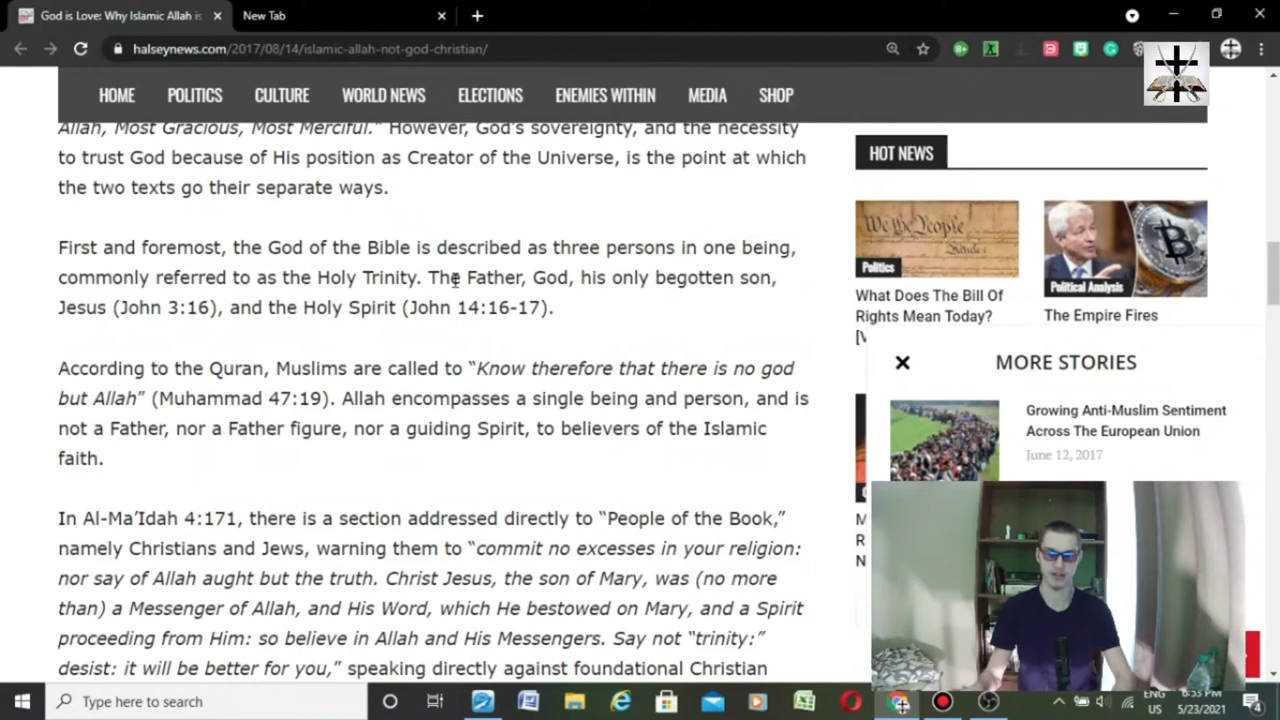 God is Love: Why Islamic Allah is
New Tab
halseynews.com/2017/08/14/islamic-allah-not-god-christian/
HOME POLITICS CULTURE WORLD NEWS ELECTIONS ENEMIES WITHIN MEDIA SHOP
Allah, Most Gracious, Most Merciful.” However, God’s sovereignty, and the necessity
to trust God because of His position as Creator of the Universe, is the point at which
the two texts go their separate ways.
First and foremost, the God of the Bible is described as three persons in one being,
commonly referred to as the Holy Trinity. The Father, God, his only begotten son,
Jesus (John 3:16), and the Holy Spirit (John 14:16-17).
According to the Quran, Muslims are called to “Know therefore that there is no god
but Allah” (Muhammad 47:19). Allah encompasses a single being and person, and is
not a Father, nor a Father figure, nor a guiding Spirit, to believers of the Islamic
faith.
In Al-Ma’Idah 4:171, there is a section addressed directly to “People of the Book,”
namely Christians and Jews, warning them to “commit no excesses in your religion:
nor say of Allah aught but the truth. Christ Jesus, the son of Mary, was (no more
than) a Messenger of Allah, and His Word, which He bestowed on Mary, and a Spirit
proceeding from Him: so believe in Allah and His Messengers. Say not “trinity:”
desist: it will be better for you,” speaking directly against foundational Christian
HOT NEWS
We the People
Politics
What Does The Bill Of
Rights Mean Today?
Political Analysis
The Empire Fires
MORE STORIES
Growing Anti-Muslim Sentiment
Across The European Union
June 12, 2017
Type here to search
ENG
US
6:53 PM
5/23/2021
4